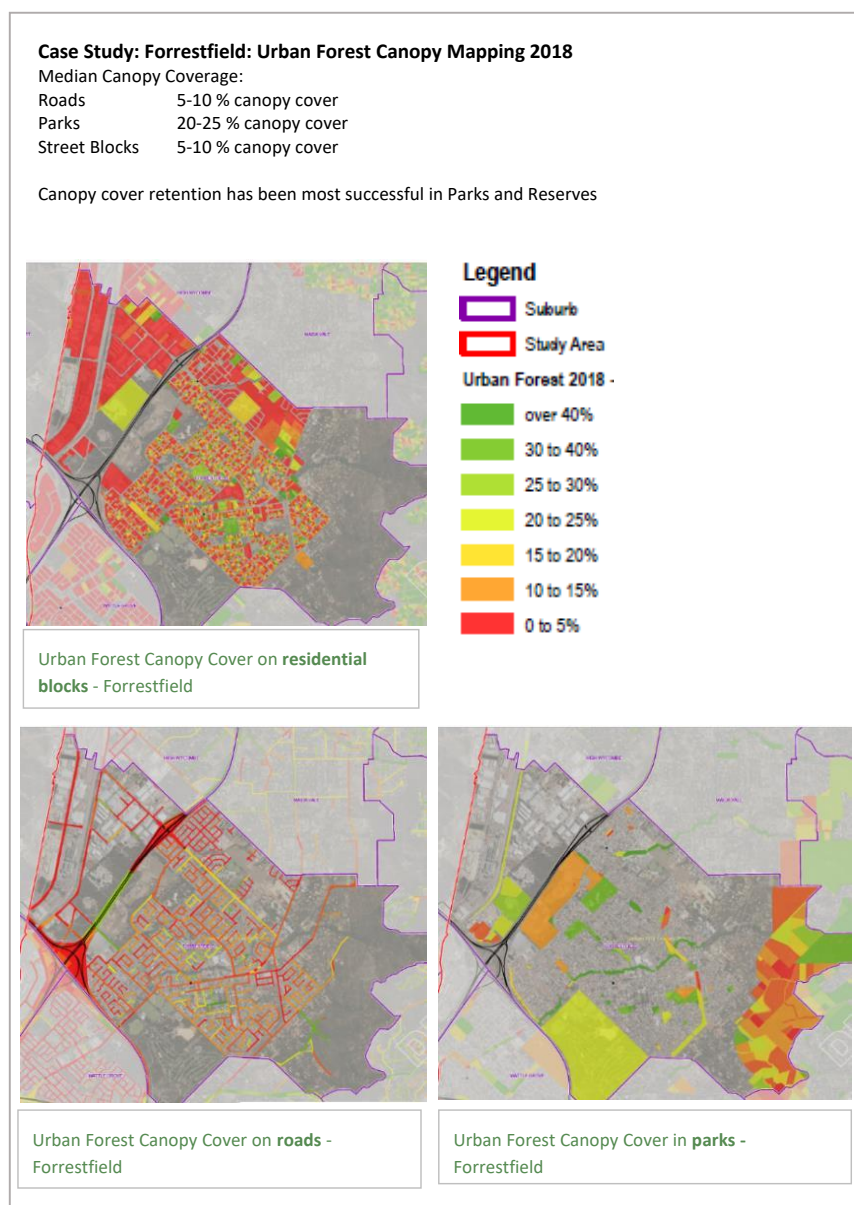 Case Study: Forrestfield: Urban Forest Canopy Mapping 2018
Median Canopy Coverage:
Roads 5-10 % canopy cover
Parks 20-25 % canopy cover
Street Blocks 5-10 % canopy cover
Canopy cover retention has been most successful in Parks and Reserves
Legend
Suburb
Study Area
Urban Forest 2018 -
over 40%
30 to 40%
25 to 30%
20 to 25%
15 to 20%
10 to 15%
0 to 5%
Urban Forest Canopy Cover on residential
blocks - Forrestfield
Urban Forest Canopy Cover on roads -
Forrestfield
Urban Forest Canopy Cover in parks -
Forrestfield